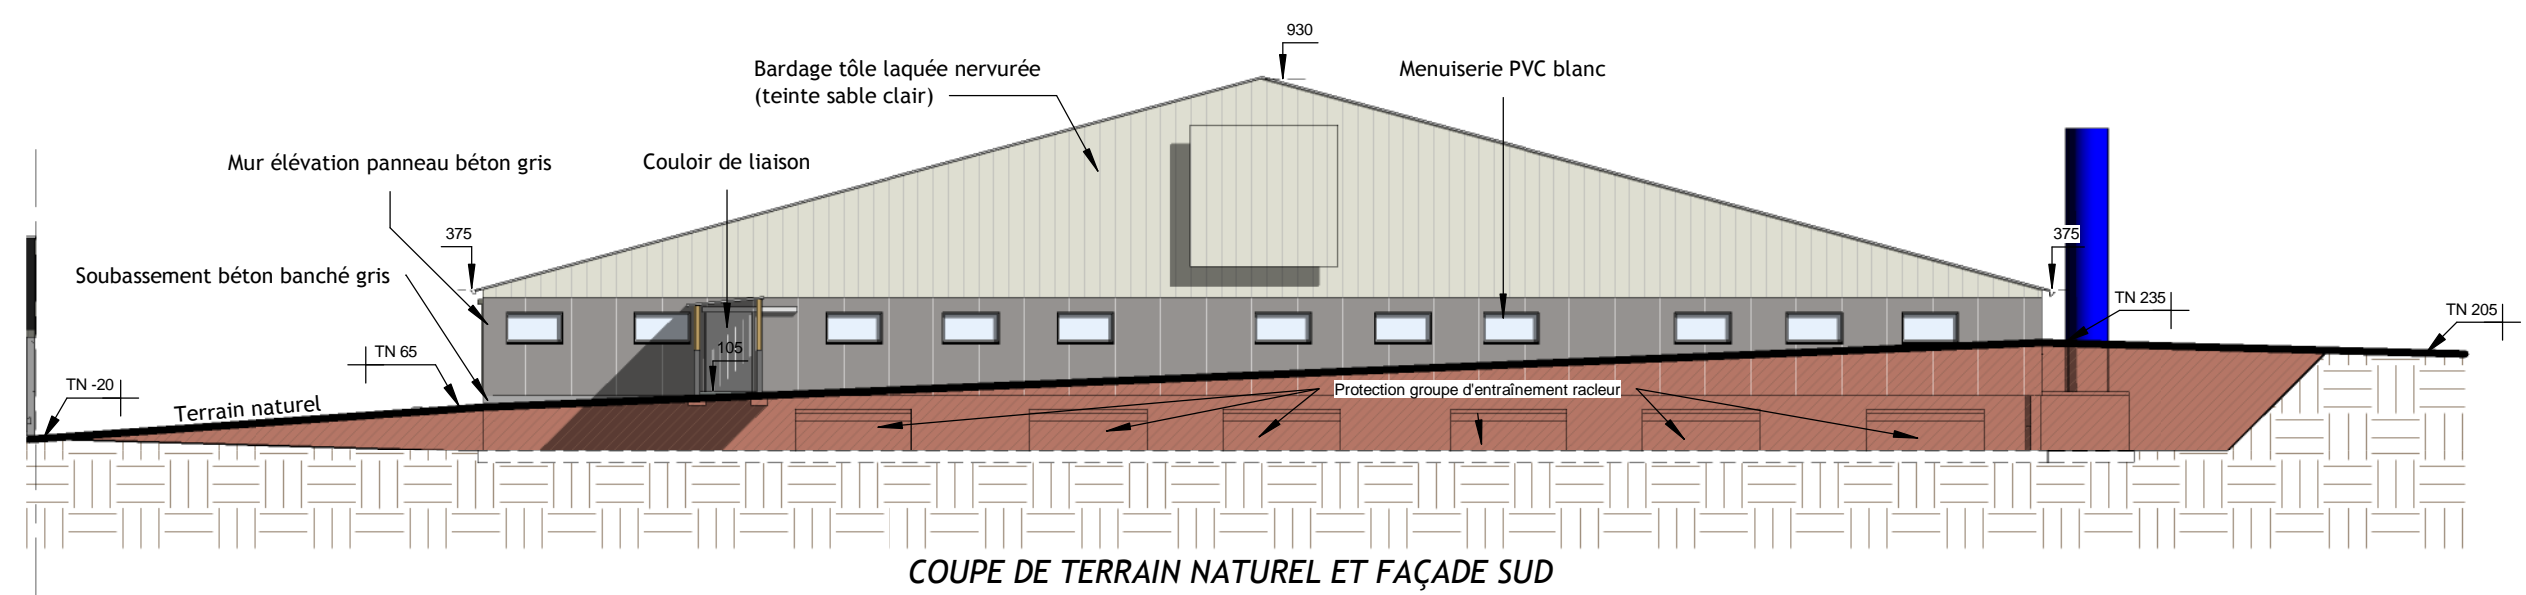 930
Bardage tôle laquée nervurée
(teinte sable clair)
Menuiserie PVC blanc
Mur élévation panneau béton gris
Couloir de liaison
375
375
Soubassement béton banché gris
TN 235
TN 205
105
TN 65
TN -20
Terrain naturel
Protection groupe d'entraînement racleur
COUPE DE TERRAIN NATUREL ET FAÇADE SUD